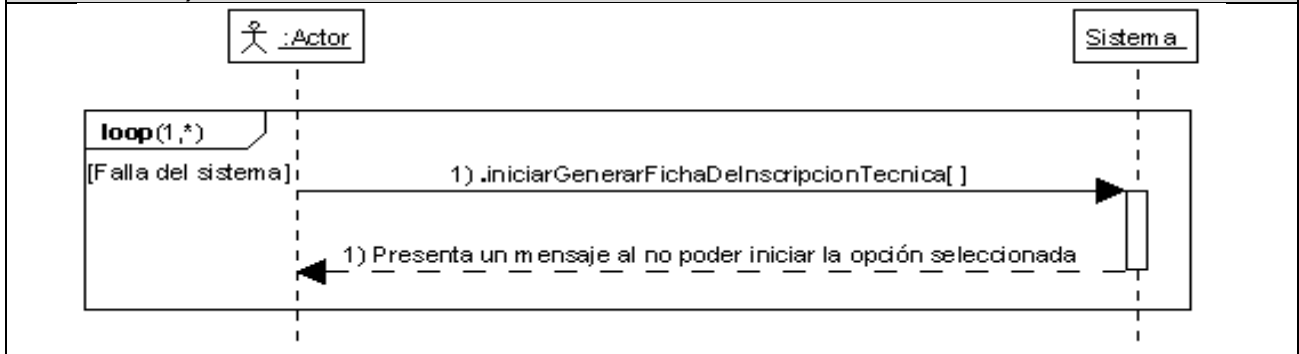 :Actor
Sistema
loop(1,*)
[Falla del sistema]
1) .iniciarGenerarFichaDeInscripcionTecnica[ ]
1) Presenta un mensaje al no poder iniciar la opción seleccionada